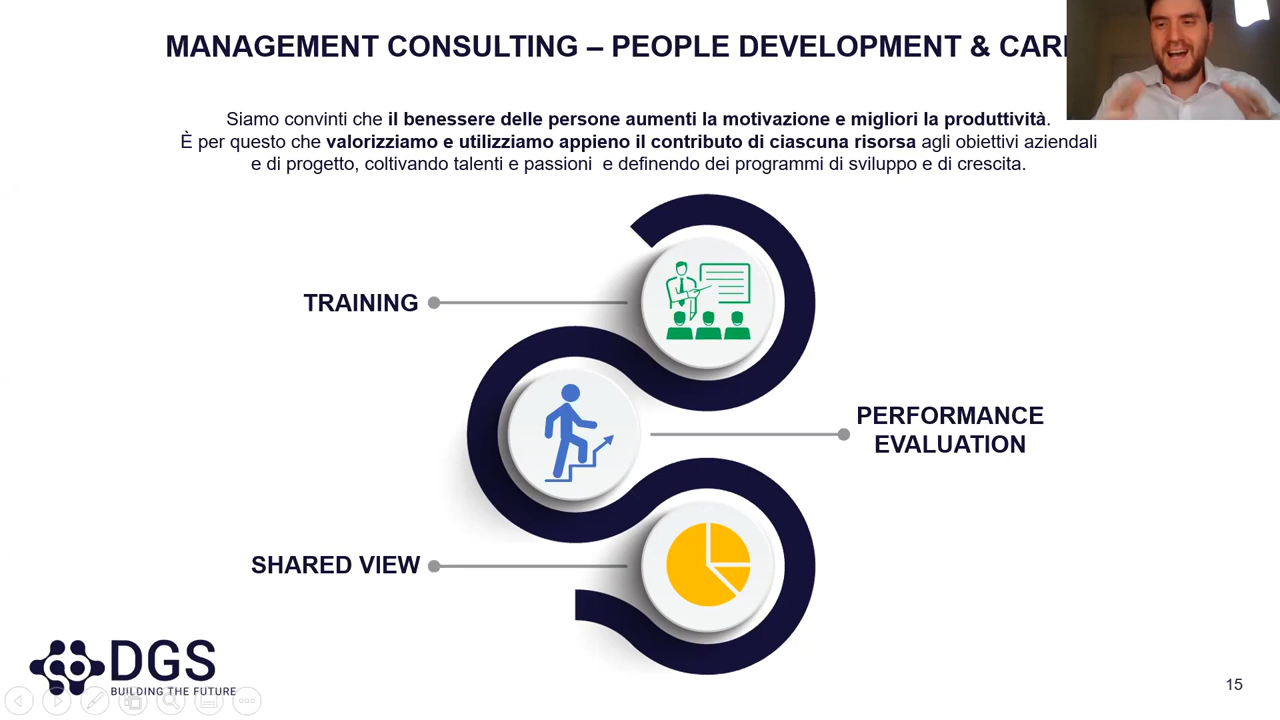 MANAGEMENT CONSULTING – PEOPLE DEVELOPMENT &
Siamo convinti che il benessere delle persone aumenti la motivazione e migliori la produttività.
È per questo che valorizziamo e utilizziamo appieno il contributo di ciascuna risorsa agli obiettivi aziendali
e di progetto, coltivando talenti e passioni e definendo dei programmi di sviluppo e di crescita.
TRAINING
PERFORMANCE
EVALUATION
SHARED VIEW
DGS
BUILDING THE FUTURE
15